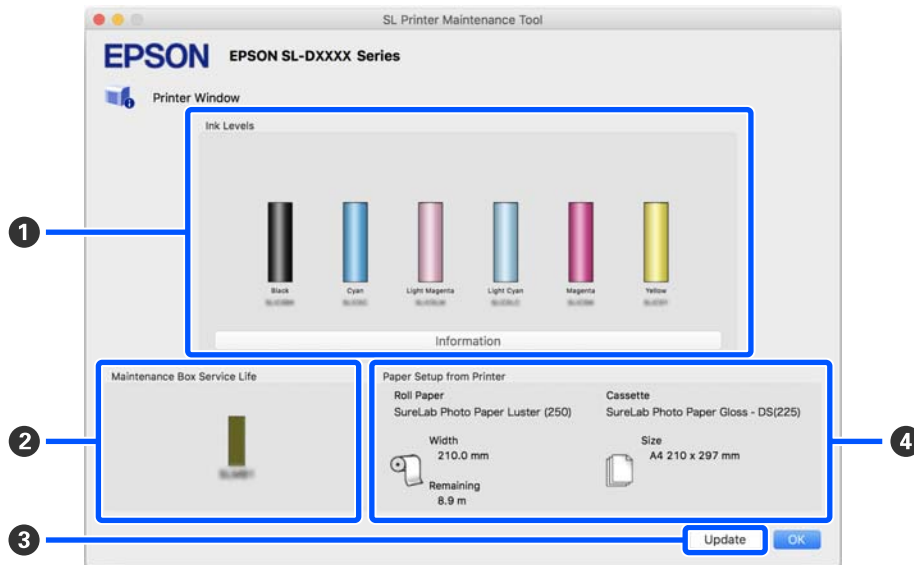 SL Printer Maintenance Tool
EPSON EPSON SL-DXXXX Series
Printer Window
Ink Levels
1
Black Cyan Light Magenta Light Cyan Magenta Yellow
Information
Maintenance Box Service Life
Paper Setup from Printer
Roll Paper
SureLab Photo Paper Luster (250)
Width
210.0 mm
Remaining
8.9 m
Cassette
SureLab Photo Paper Gloss - DS(225)
Size
A4 210 x 297 mm
2
4
3
Update OK